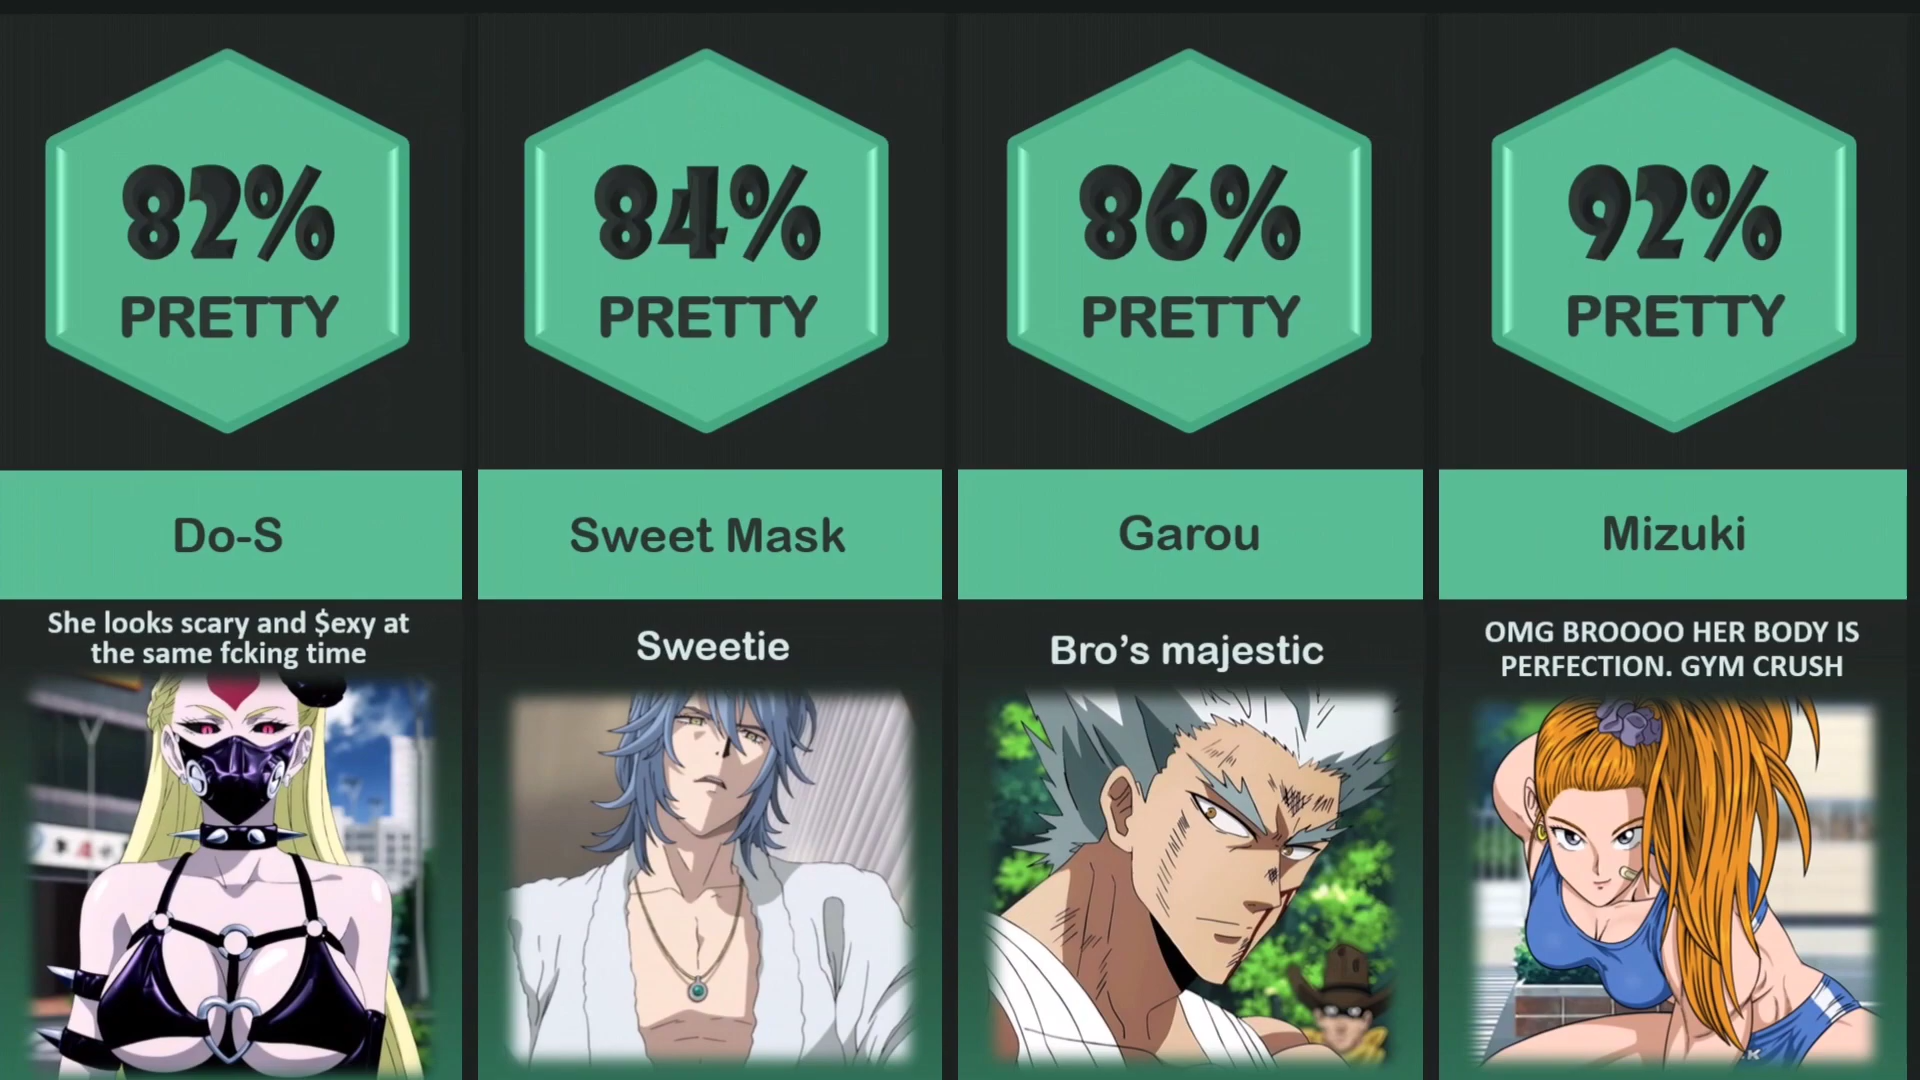 82%
PRETTY
Do-S
She looks scary and $exy at
the same fcking time
84%
PRETTY
Sweet Mask
Sweetie
86%
PRETTY
Garou
Bro's majestic
92%
PRETTY
Mizuki
OMG BROOOO HER BODY IS
PERFECTION. GYM CRUSH